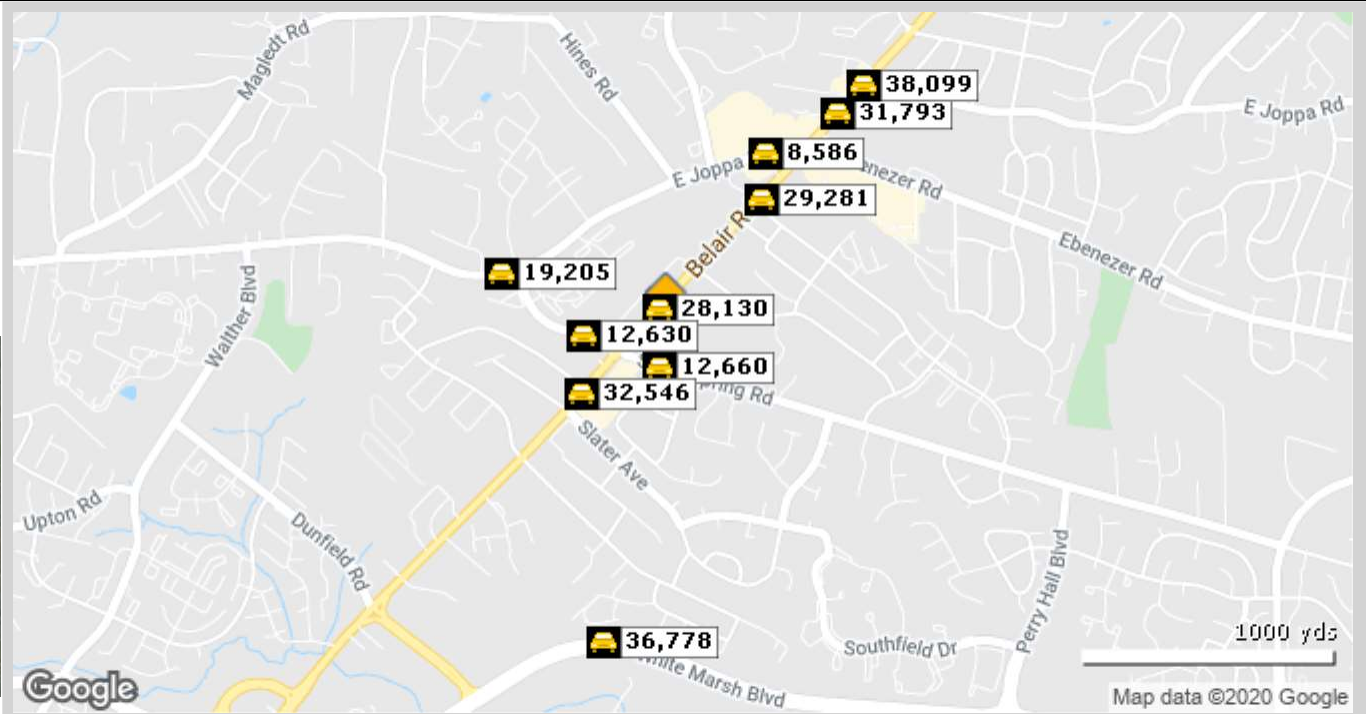 Magledt Rd
Hines Rd
38,099
31,793
E Joppa Rd
8,586
E Joppa
enezer Rd
29,281
Belair R
Ebenezer Rd
19,205
Walther Blvd
28,130
12,630
12,660
pring Rd
32,546
Slater Ave
Upton Rd
Dunfield Rd
Perry Hall Blvd
36,778
White Marsh Blvd
Southfield Dr
1000 yds
Google
Map data ©2020 Google